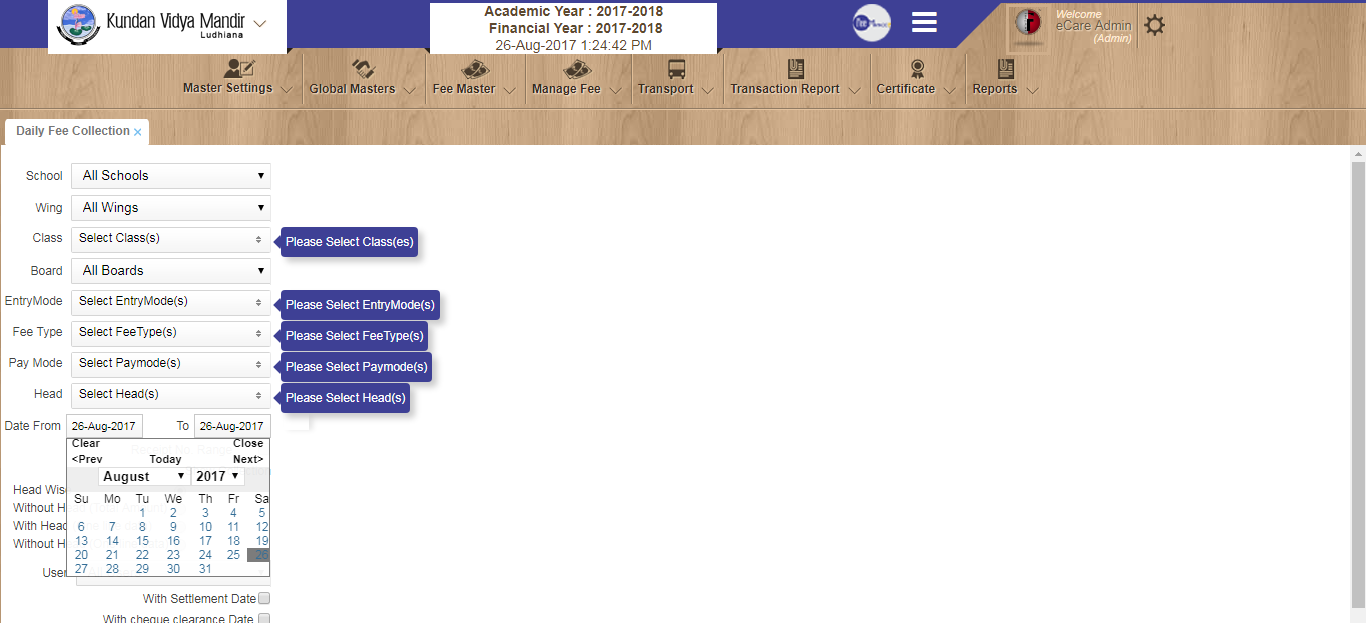 Kundan Vidya Mandir
Ludhiana
Academic Year : 2017-2018
Financial Year : 2017-2018
26-Aug-2017 1:24:42 PM
Welcome
eCare Admin
(Admin)
Master Settings
Global Masters
Fee Master
Manage Fee
Transport
Transaction Report
Certificate
Reports
Daily Fee Collection ×
School All Schools
Wing All Wings
Class Select Class(s) Please Select Class(es)
Board All Boards
EntryMode Select EntryMode(s) Please Select EntryMode(s)
Fee Type Select FeeType(s) Please Select FeeType(s)
Pay Mode Select Paymode(s) Please Select Paymode(s)
Head Select Head(s) Please Select Head(s)
Date From 26-Aug-2017 To 26-Aug-2017
Clear Close
<Prev Today Next>
August 2017
Su Mo Tu We Th Fr Sa
1 2 3 4 5
6 7 8 9 10 11 12
13 14 15 16 17 18 19
20 21 22 23 24 25 26
27 28 29 30 31
Head Wis
Without H
With Head
Without H
User
With Settlement Date
With cheque clearance Date